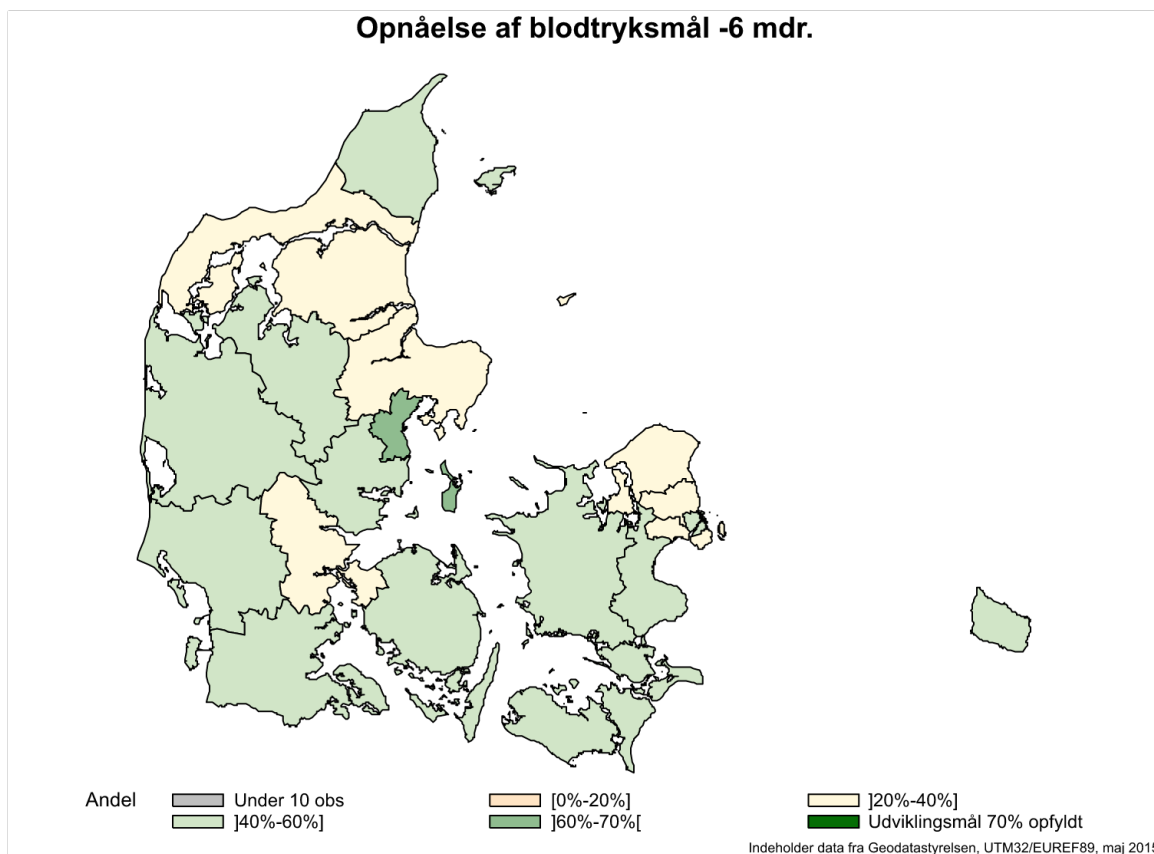 Opnåelse af blodtryksmål -6 mdr.
Andel
Under 10 obs
[0%-20%]
]20%-40%]
]40%-60%]
]60%-70%[
Udviklingsmål 70% opfyldt
Indeholder data fra Geodatastyrelsen, UTM32/EUREF89, maj 2015